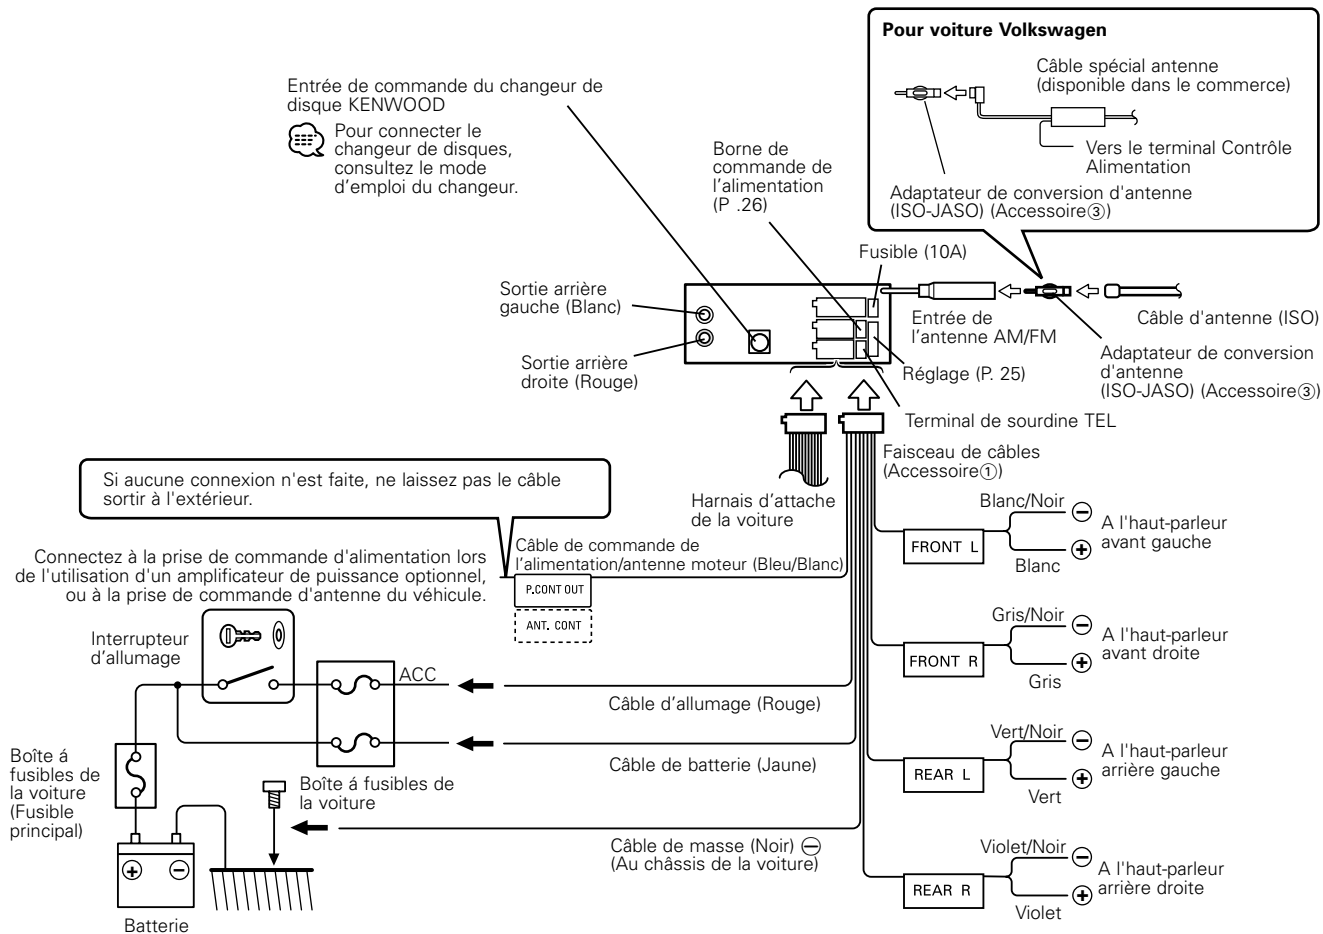 Pour voiture Volkswagen
Câble spécial antenne
(disponible dans le commerce)
Vers le terminal Contrôle
Alimentation
Adaptateur de conversion d'antenne
(ISO-JASO) (Accessoire③)
Entrée de commande du changeur de
disque KENWOOD
Pour connecter le
changeur de disques,
consultez le mode
d'emploi du changeur.
Borne de
commande de
l'alimentation
(P .26)
Fusible (10A)
Sortie arrière
gauche (Blanc)
Sortie arrière
droite (Rouge)
Entrée de
l'antenne AM/FM
Câble d'antenne (ISO)
Adaptateur de conversion
d'antenne
(ISO-JASO) (Accessoire③)
Réglage (P. 25)
Terminal de sourdine TEL
Faisceau de câbles
(Accessoire①)
Harnais d'attache
de la voiture
Si aucune connexion n'est faite, ne laissez pas le câble
sortir à l'extérieur.
Connectez à la prise de commande d'alimentation lors
de l'utilisation d'un amplificateur de puissance optionnel,
ou à la prise de commande d'antenne du véhicule.
Câble de commande de
l'alimentation/antenne moteur (Bleu/Blanc)
P.CONT OUT
ANT. CONT
Blanc/Noir ⊖
FRONT L
Blanc ⊕
A l'haut-parleur
avant gauche
Gris/Noir ⊖
FRONT R
Gris ⊕
A l'haut-parleur
avant droite
Interrupteur
d'allumage
ACC
Câble d'allumage (Rouge)
Vert/Noir ⊖
REAR L
Vert ⊕
A l'haut-parleur
arrière gauche
Câble de batterie (Jaune)
Boîte á
fusibles de
la voiture
(Fusible
principal)
Boîte á fusibles de
la voiture
Câble de masse (Noir) ⊖
(Au châsis de la voiture)
Violet/Noir ⊖
REAR R
Violet ⊕
A l'haut-parleur
arrière droite
⊕ ⊖
Batterie